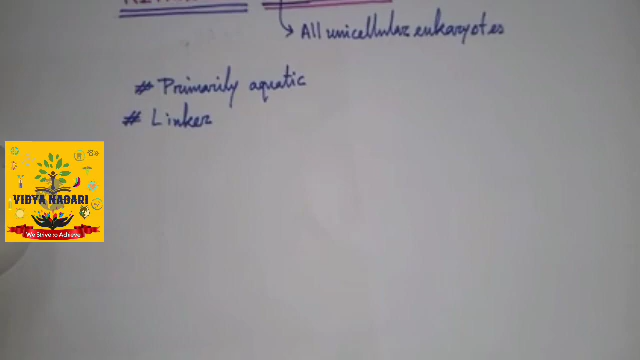 → All unicellular eukaryotes
# Primarily aquatic
# Linker
VIDYA NAGARI
We Strive to Achieve